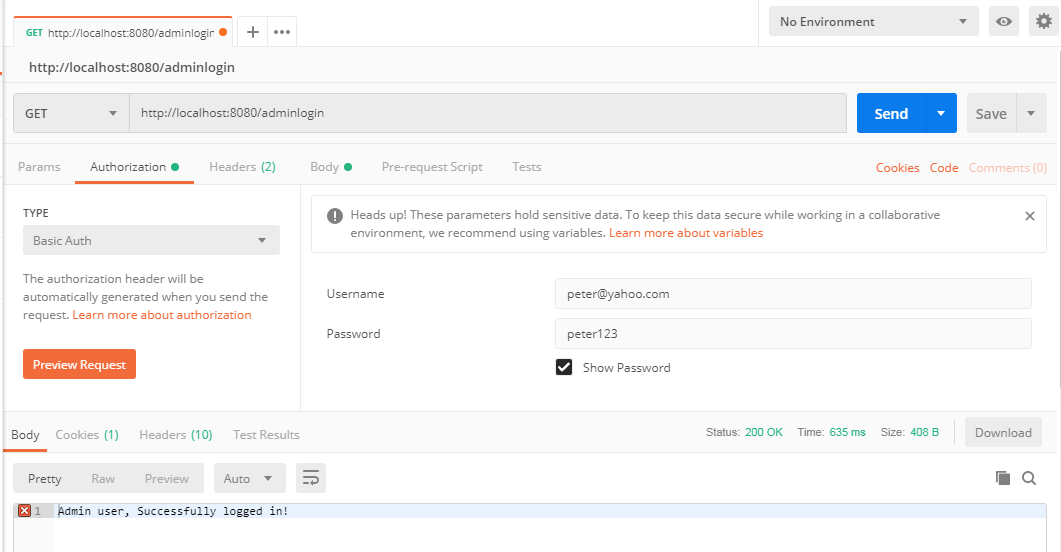 GET http://localhost:8080/adminlogin
No Environment
http://localhost:8080/adminlogin
GET http://localhost:8080/adminlogin Send Save
Params Authorization Headers (2) Body Pre-request Script Tests Cookies Code Comments (0)
TYPE
Basic Auth
The authorization header will be
automatically generated when you send the
request. Learn more about authorization
Preview Request
Heads up! These parameters hold sensitive data. To keep this data secure while working in a collaborative
environment, we recommend using variables. Learn more about variables
Username peter@yahoo.com
Password peter123
Show Password
Body Cookies (1) Headers (10) Test Results Status: 200 OK Time: 635 ms Size: 408 B Download
Pretty Raw Preview Auto
1 Admin user, Successfully logged in!